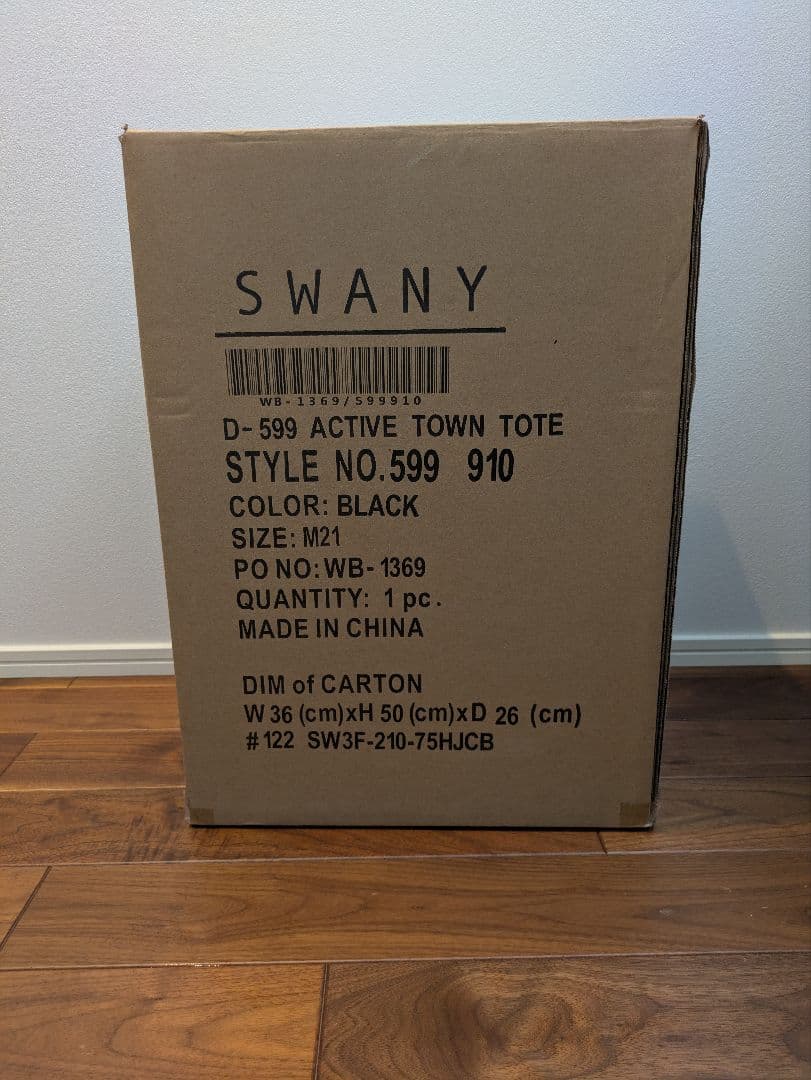 SWANY
WB-1369/599910
D-599 ACTIVE TOWN TOTE
STYLE NO.599 910
COLOR: BLACK
SIZE: M21
PO NO:WB-1369
QUANTITY: 1 pc.
MADE IN CHINA
DIM of CARTON
W 36 (cm)xH 50 (cm)xD 26 (cm)
#122 SW3F-210-75HJCB